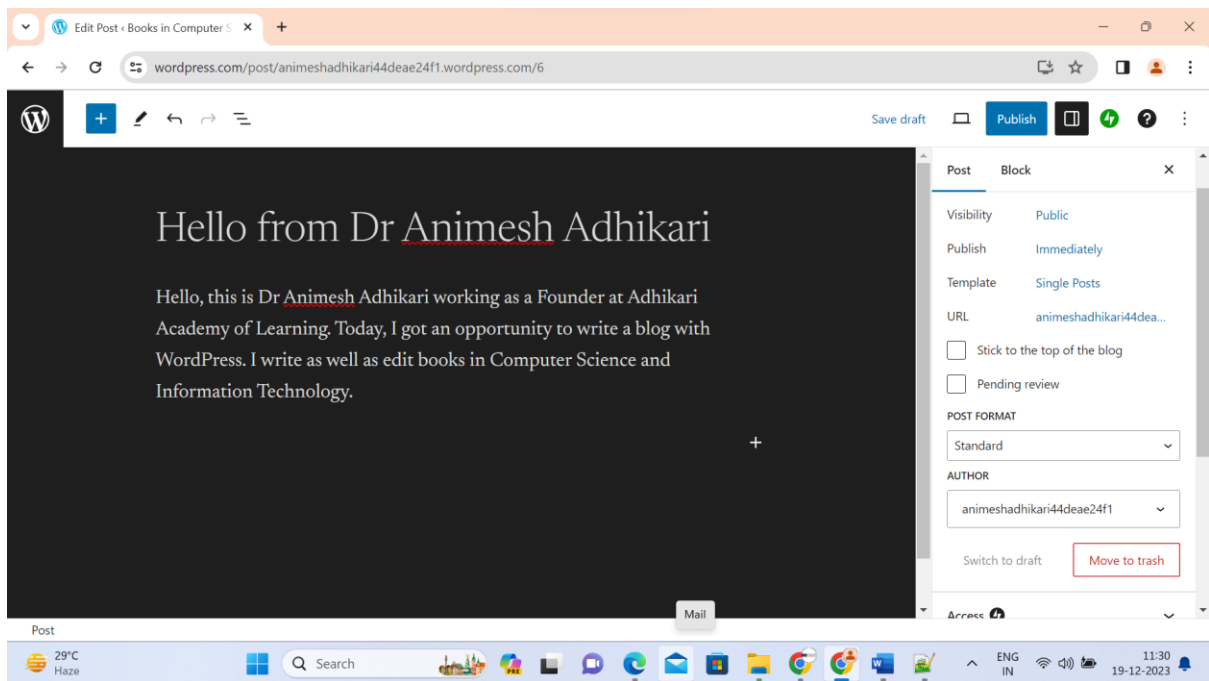 Edit Post ‹ Books in Computer S
wordpress.com/post/animeshadhikari44deae24f1.wordpress.com/6
Save draft
Publish
Post Block
Hello from Dr Animesh Adhikari
Hello, this is Dr Animesh Adhikari working as a Founder at Adhikari
Academy of Learning. Today, I got an opportunity to write a blog with
WordPress. I write as well as edit books in Computer Science and
Information Technology.
Visibility Public
Publish Immediately
Template Single Posts
URL animeshadhikari44dea...
Stick to the top of the blog
Pending review
POST FORMAT
Standard
AUTHOR
animeshadhikari44deae24f1
Switch to draft Move to trash
Access
Mail
Post
29°C
Haze
Search
PRE
ENG
IN
11:30
19-12-2023